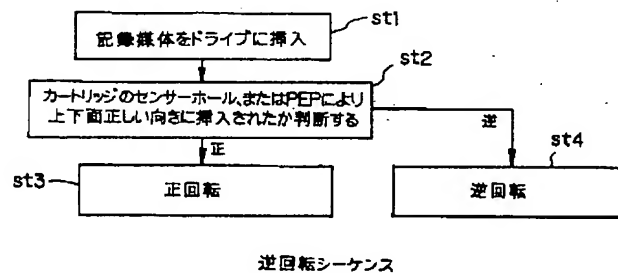 st1
記録媒体をドライブに挿入
st2
カートリッジのセンサーホール、またはPEPにより
上下面正しい向きに挿入されたか判断する
正
逆
st3
正回転
st4
逆回転
逆回転シーケンス